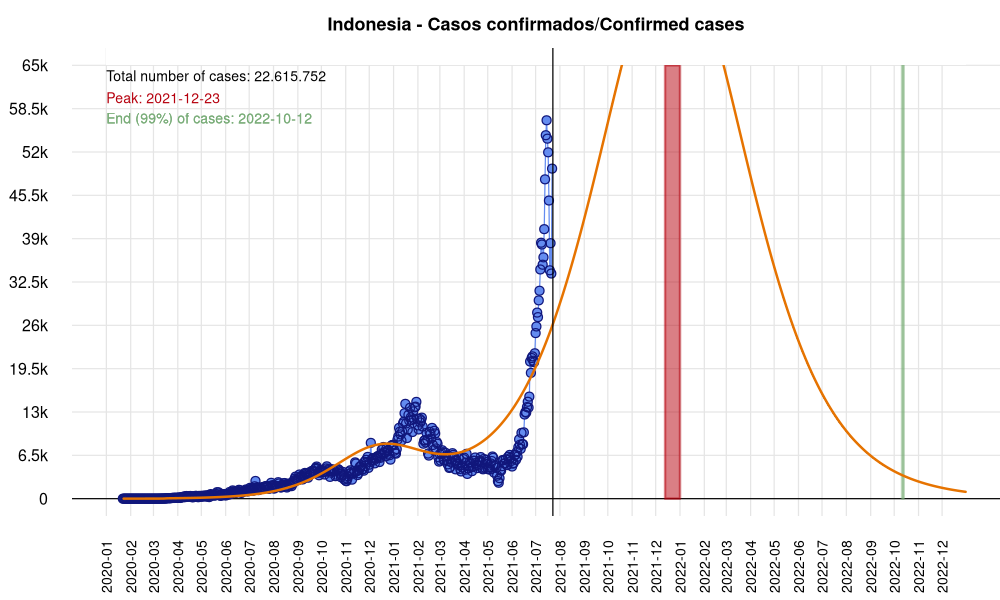 Indonesia - Casos confirmados/Confirmed cases
Total number of cases: 22.615.752
Peak: 2021-12-23
End (99%) of cases: 2022-10-12
65k
58.5k
52k
45.5k
39k
32.5k
26k
19.5k
13k
6.5k
0
2020-01
2020-02
2020-03
2020-04
2020-05
2020-06
2020-07
2020-08
2020-09
2020-10
2020-11
2020-12
2021-01
2021-02
2021-03
2021-04
2021-05
2021-06
2021-07
2021-08
2021-09
2021-10
2021-11
2021-12
2022-01
2022-02
2022-03
2022-04
2022-05
2022-06
2022-07
2022-08
2022-09
2022-10
2022-11
2022-12